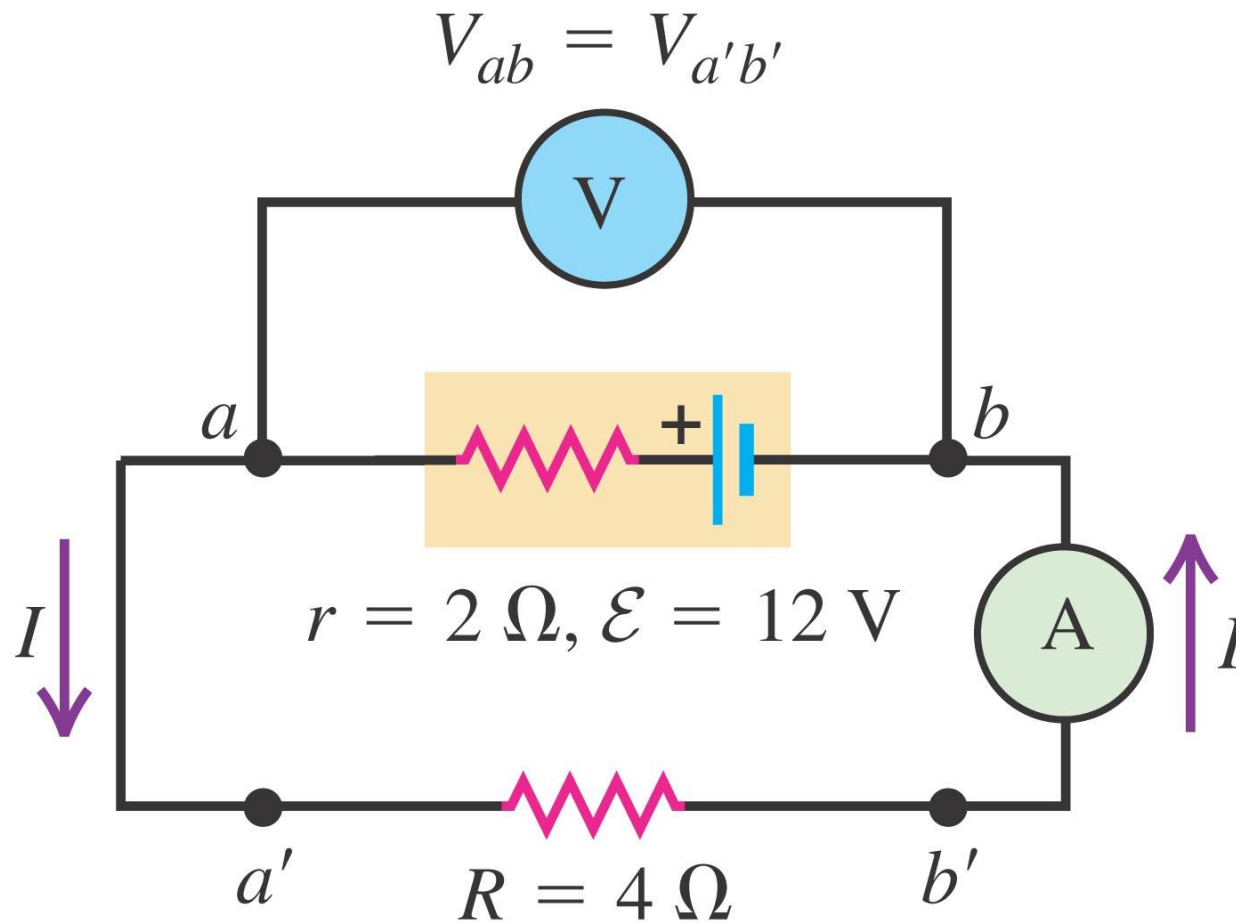 V_ab = V_a′b′
V
a
b
+
r = 2 Ω, ℰ = 12 V
I
A
I
a′
b′
R = 4 Ω